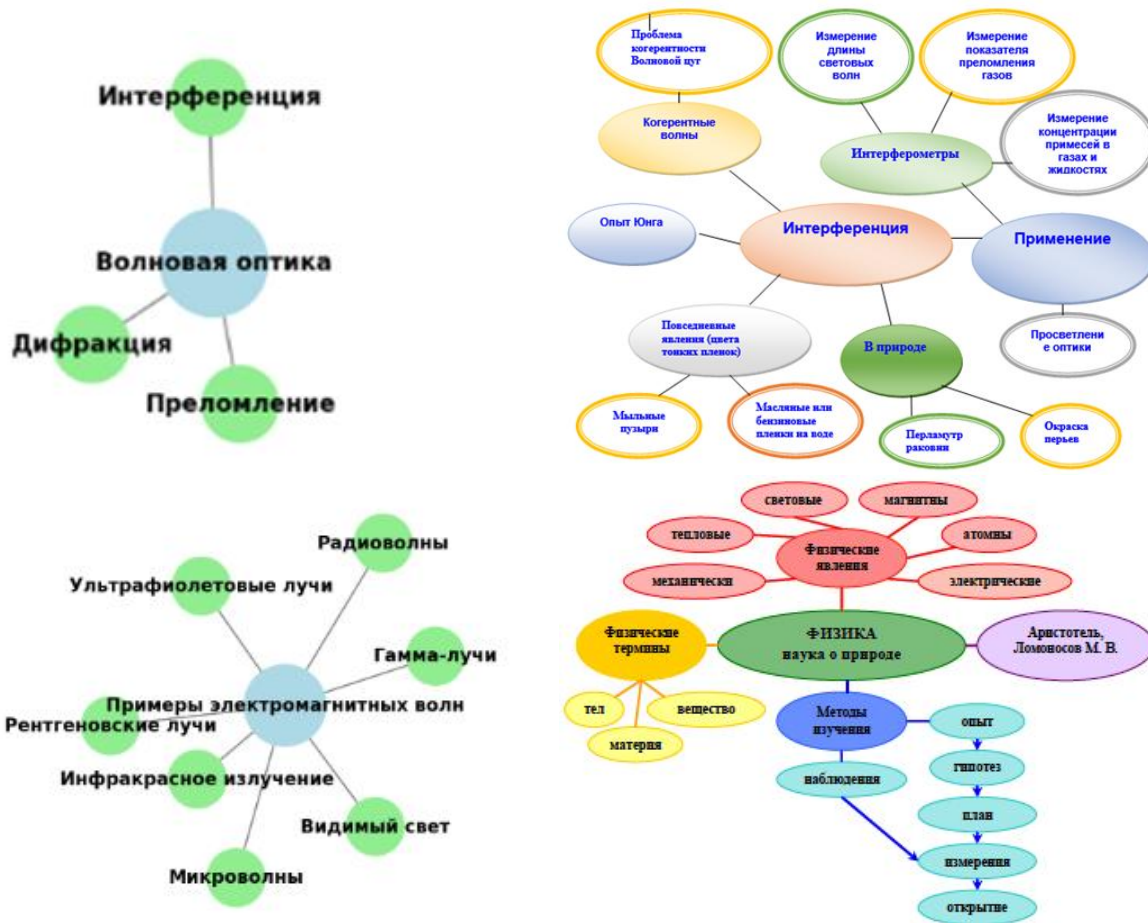 Интерференция
Волновая оптика
Дифракция
Преломление
Проблема
когерентности
Волновой цуг
Измерение
длины
световых
волн
Измерение
показателя
преломления
газов
Когерентные
волны
Интерферометры
Измерение
концентрации
примесей в
газах и
жидкостях
Опыт Юнга
Интерференция
Применение
Повседневные
явления (цвета
тонких пленок)
В природе
Просветлени
е оптики
Мыльные
пузыри
Масляные или
бензиновые
пленки на воде
Перламутр
раковин
Окраска
перьев
Радиоволны
Ультрафиолетовые лучи
Гамма-лучи
Примеры электромагнитных волн
Рентгеновские лучи
Инфракрасное излучение
Видимый свет
Микроволны
световые
магнитны
тепловые
Физические
явления
атомны
механически
электрические
Физические
термины
ФИЗИКА
наука о природе
Аристотель,
Ломоносов М. В.
тел
вещество
материя
Методы
изучения
опыт
наблюдения
гипотез
план
измерения
открытие